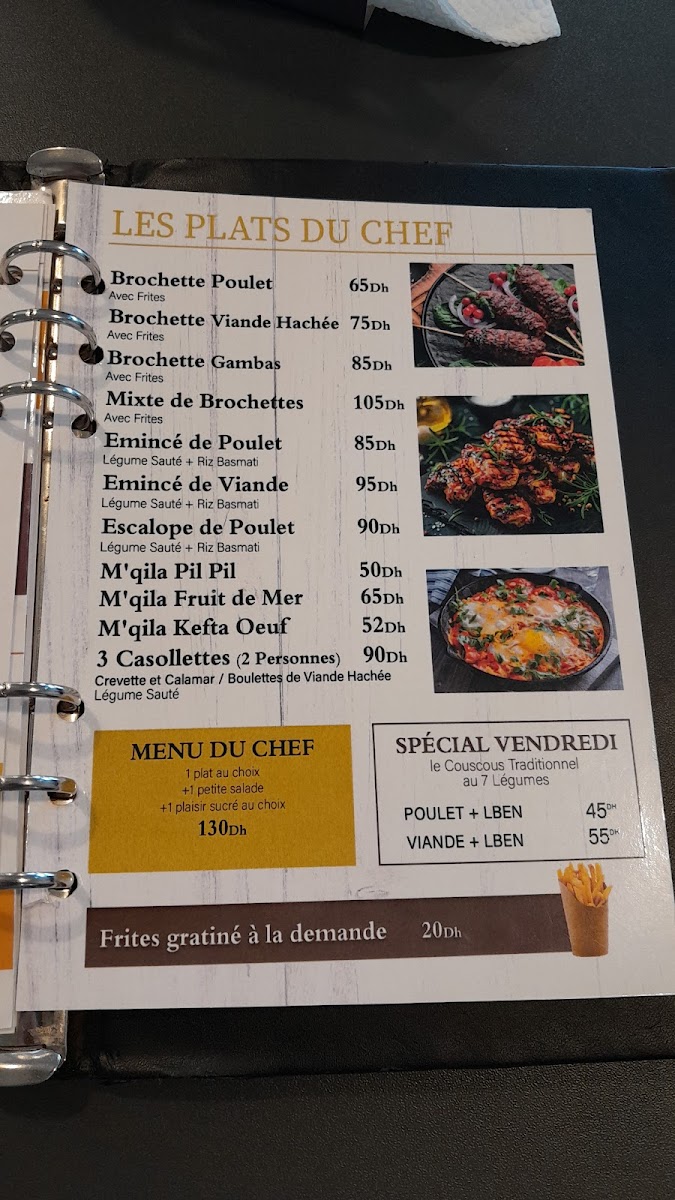 LES PLATS DU CHEF
Brochette Poulet 65Dh
Avec Frites
Brochette Viande Hachée 75Dh
Avec Frites
Brochette Gambas 85Dh
Avec Frites
Mixte de Brochettes 105Dh
Avec Frites
Emincé de Poulet 85Dh
Légume Sauté + Riz Basmati
Emincé de Viande 95Dh
Légume Sauté + Riz Basmati
Escalope de Poulet 90Dh
Légume Sauté + Riz Basmati
M'qila Pil Pil 50Dh
M'qila Fruit de Mer 65Dh
M'qila Kefta Oeuf 52Dh
3 Casollettes (2 Personnes) 90Dh
Crevette et Calamar / Boulettes de Viande Hachée
Légume Sauté
MENU DU CHEF
1 plat au choix
+1 petite salade
+1 plaisir sucré au choix
130Dh
SPÉCIAL VENDREDI
le Couscous Traditionnel
au 7 Légumes
POULET + LBEN 45DH
VIANDE + LBEN 55DH
Frites gratiné à la demande 20Dh